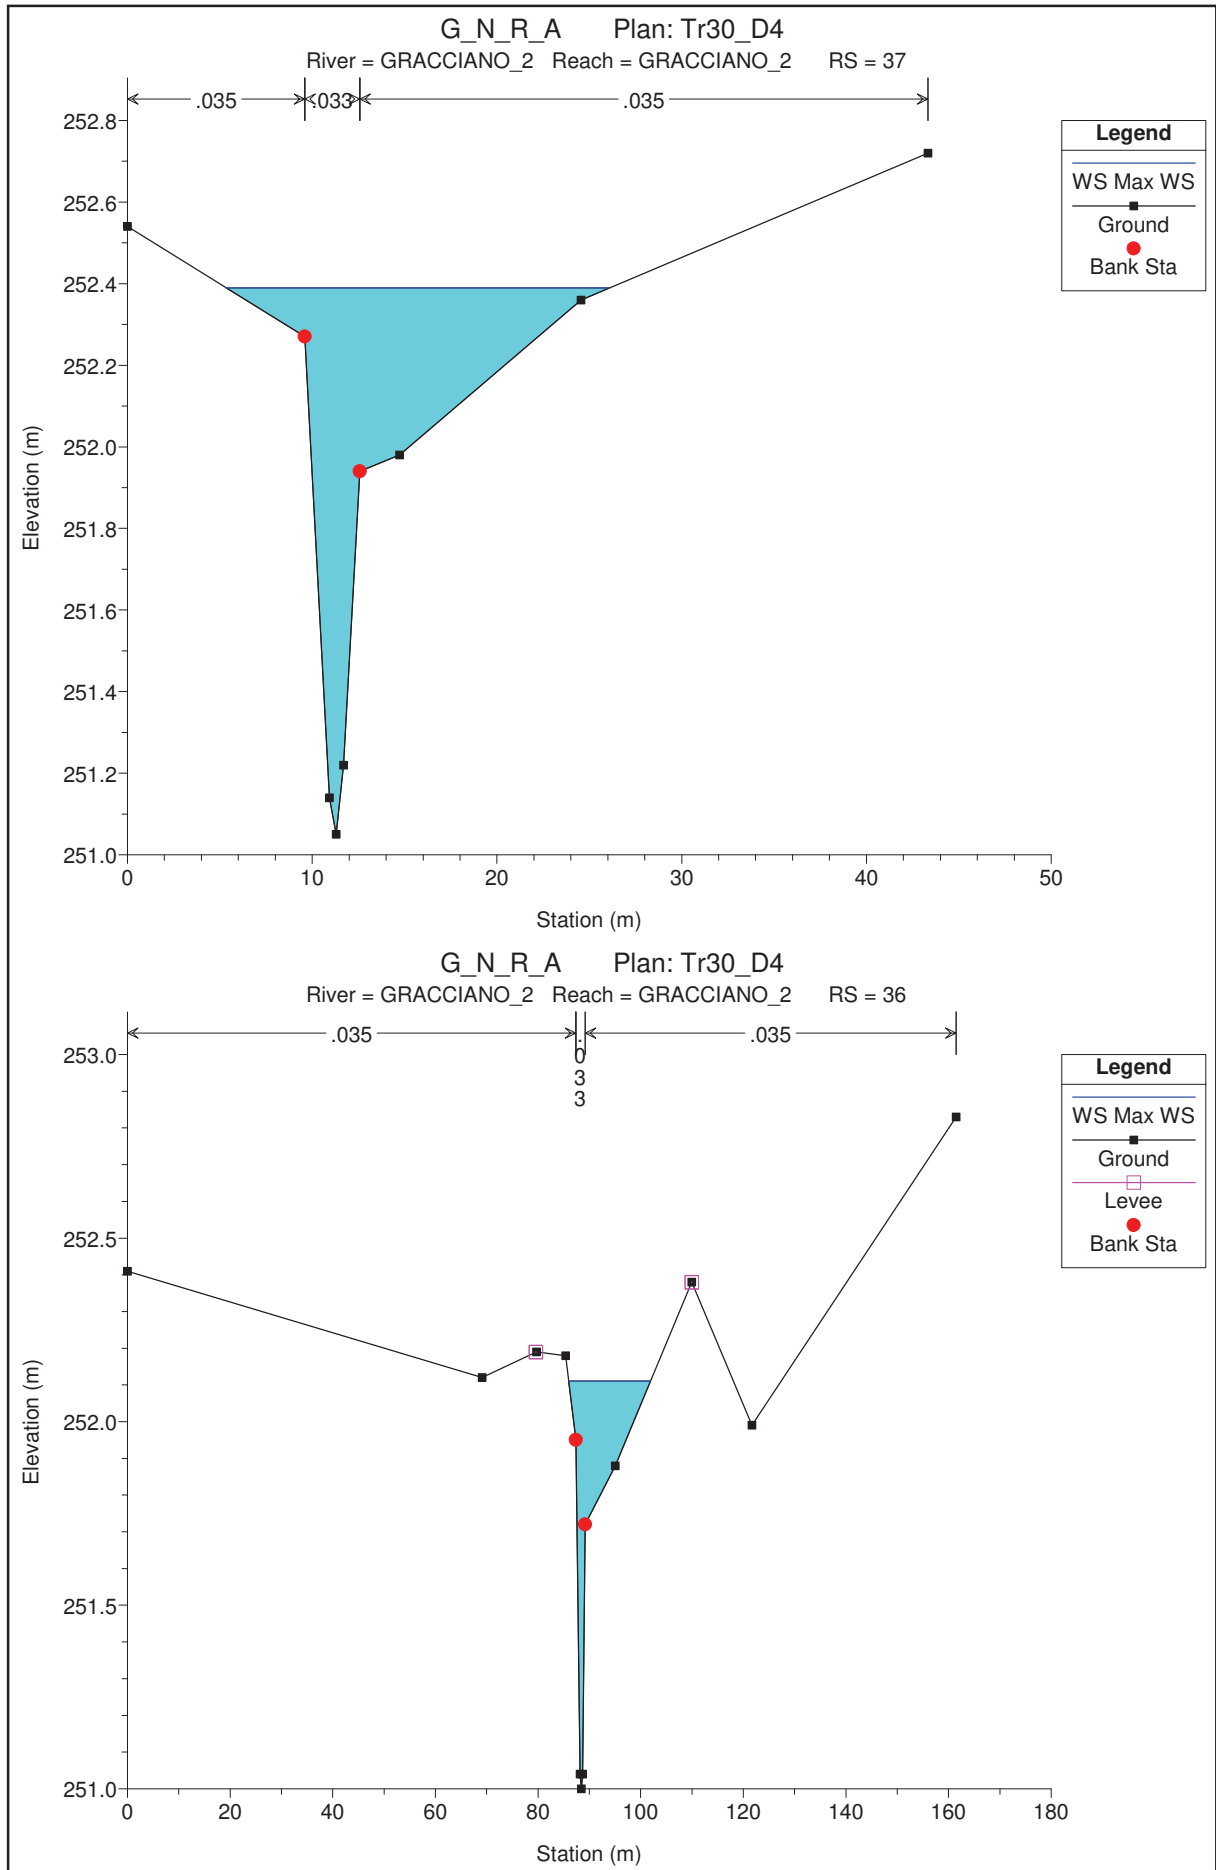 G_N_R_A Plan: Tr30_D4
River = GRACCIANO_2 Reach = GRACCIANO_2 RS = 37
.035 .033 .035
252.8
252.6
252.4
252.2
252.0
251.8
251.6
251.4
251.2
251.0
Elevation (m)
0 10 20 30 40 50
Station (m)
Legend
WS Max WS
Ground
Bank Sta
G_N_R_A Plan: Tr30_D4
River = GRACCIANO_2 Reach = GRACCIANO_2 RS = 36
.035 .033 .035
253.0
252.5
252.0
251.5
251.0
Elevation (m)
0 20 40 60 80 100 120 140 160 180
Station (m)
Legend
WS Max WS
Ground
Levee
Bank Sta